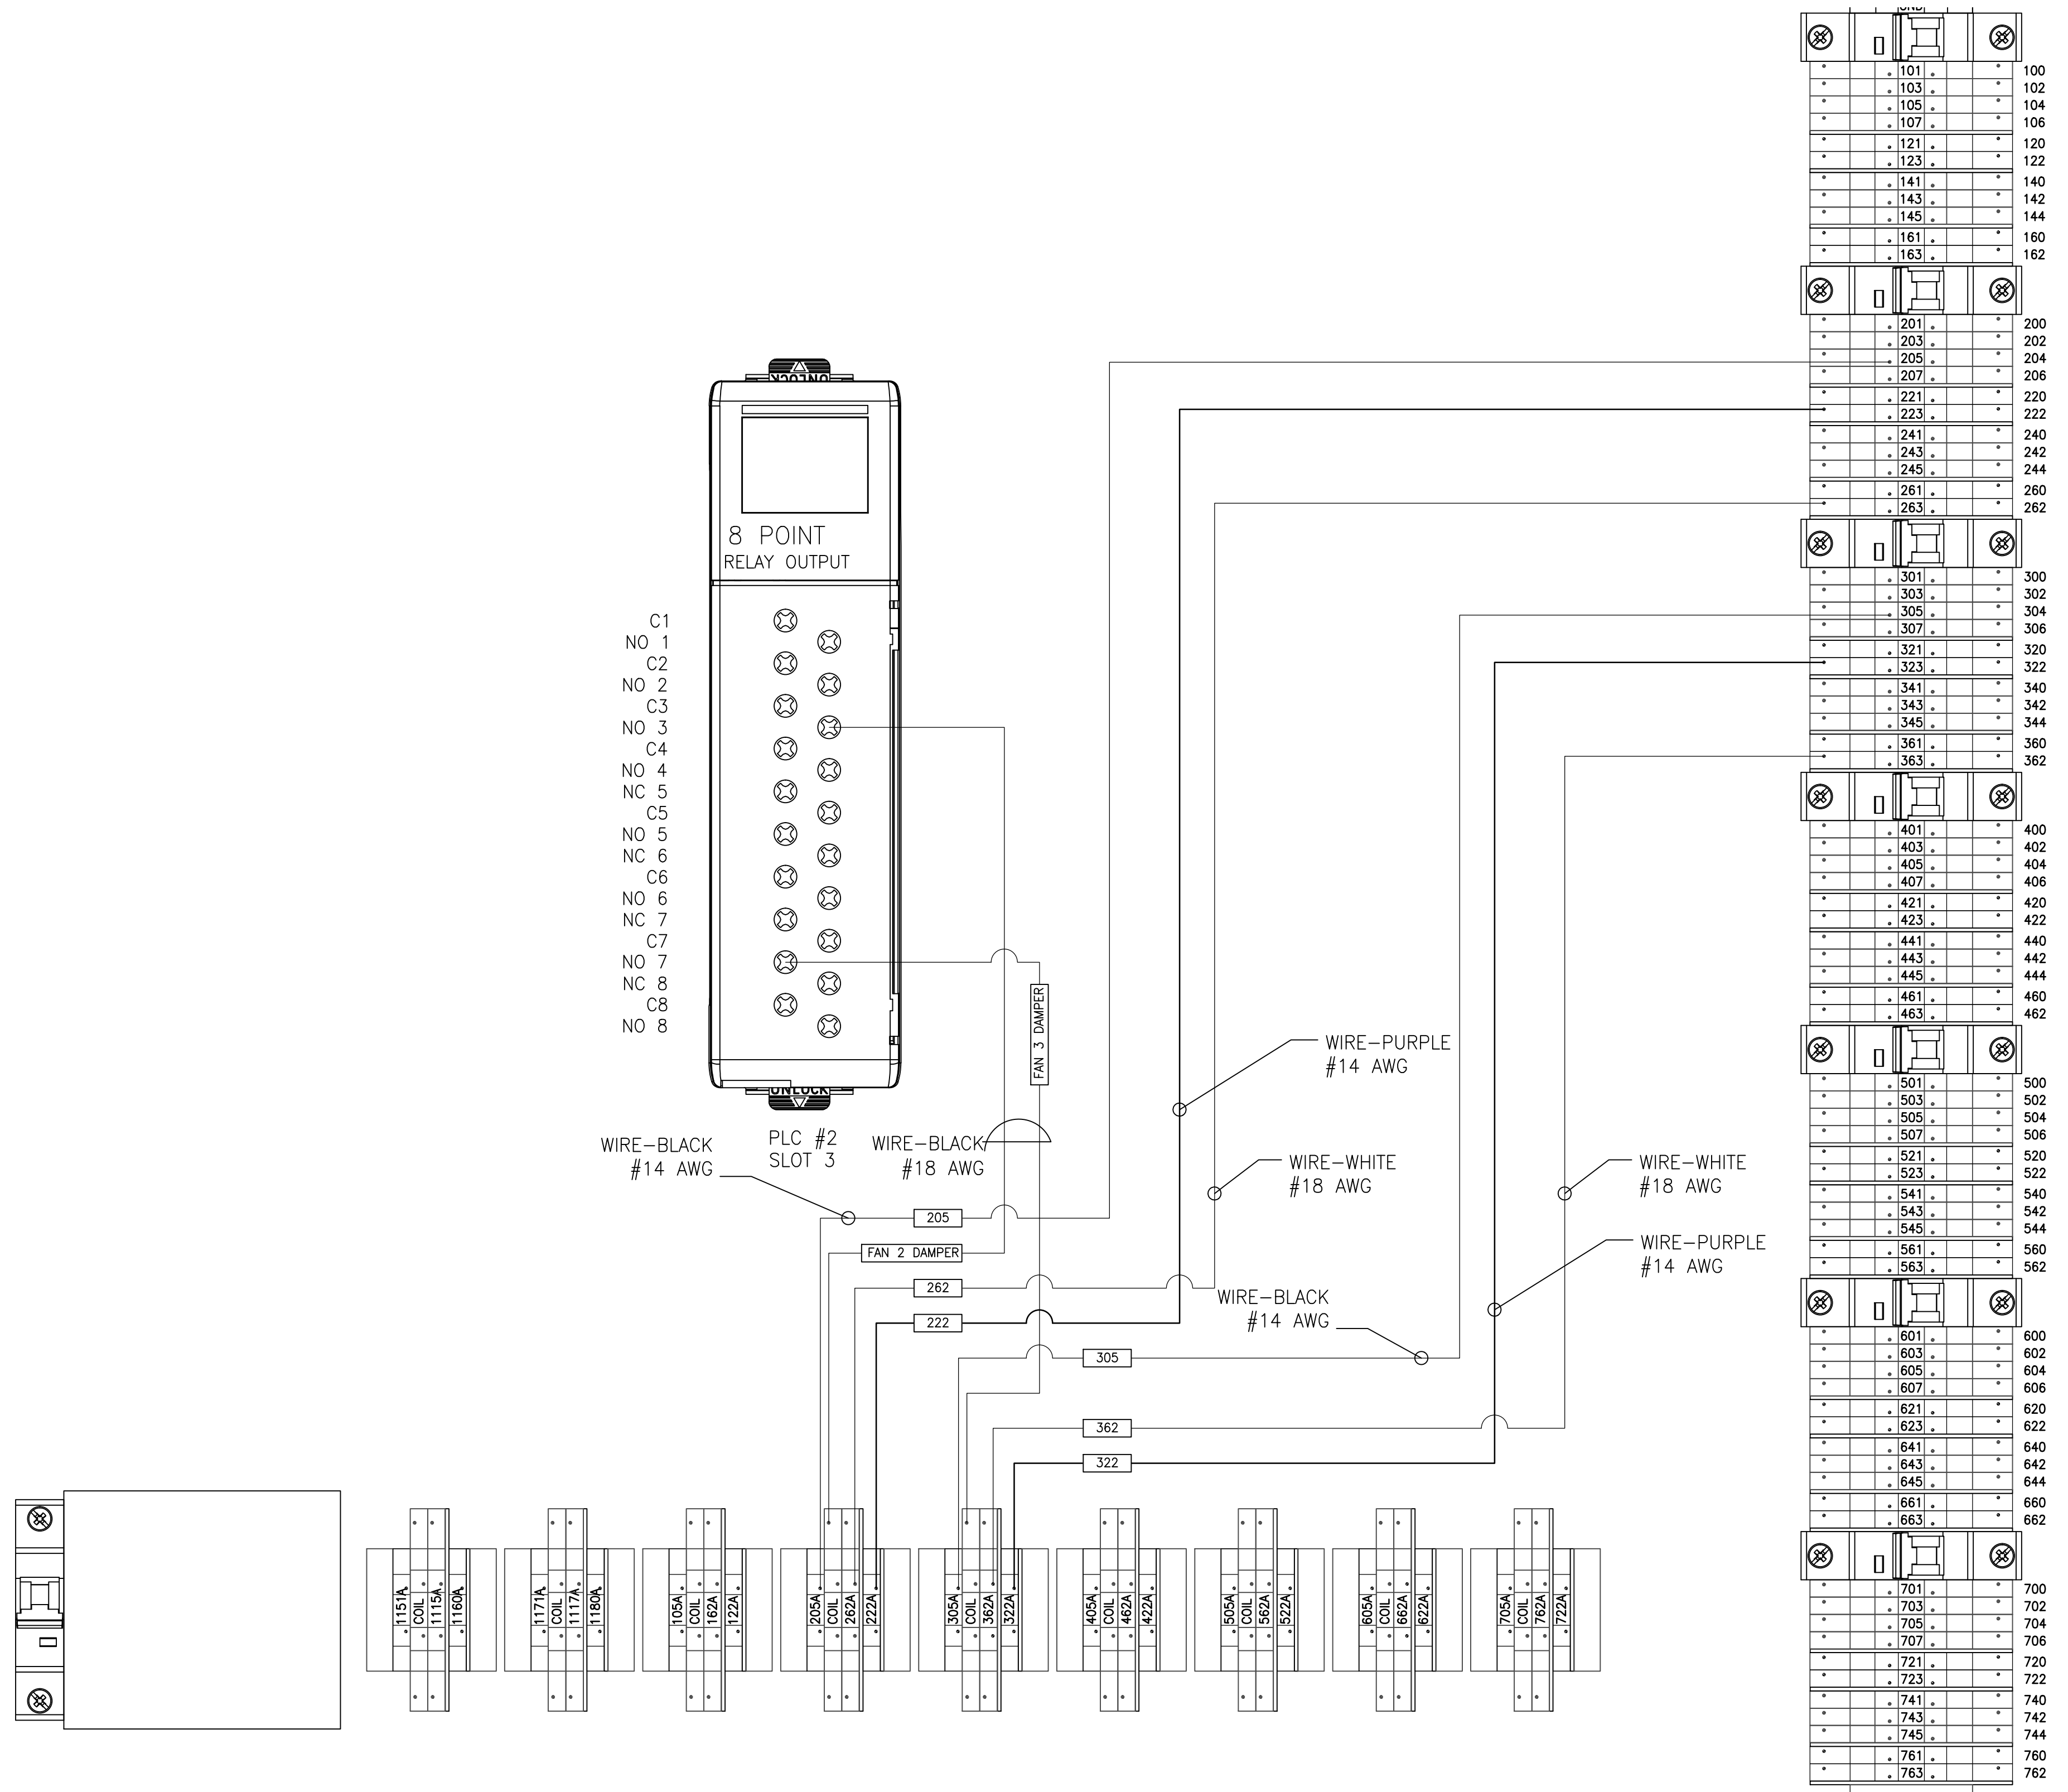 101 100
103 102
105 104
107 106
121 120
123 122
141 140
143 142
145 144
161 160
163 162
201 200
203 202
205 204
207 206
221 220
223 222
241 240
243 242
245 244
261 260
263 262
301 300
303 302
305 304
307 306
321 320
323 322
341 340
343 342
345 344
361 360
363 362
401 400
403 402
405 404
407 406
421 420
423 422
441 440
443 442
445 444
461 460
463 462
501 500
503 502
505 504
507 506
521 520
523 522
541 540
543 542
545 544
561 560
563 562
601 600
603 602
605 604
607 606
621 620
623 622
641 640
643 642
645 644
661 660
663 662
701 700
703 702
705 704
707 706
721 720
723 722
741 740
743 742
745 744
761 760
763 762
UNLOCK
8 POINT
RELAY OUTPUT
C1
NO 1
C2
NO 2
C3
NO 3
C4
NO 4
NC 5
C5
NO 5
NC 6
C6
NO 6
NC 7
C7
NO 7
NC 8
C8
NO 8
UNLOCK
PLC #2
SLOT 3
FAN 3 DAMPER
WIRE-BLACK
#14 AWG
WIRE-BLACK
#18 AWG
WIRE-PURPLE
#14 AWG
WIRE-WHITE
#18 AWG
WIRE-WHITE
#18 AWG
WIRE-PURPLE
#14 AWG
WIRE-BLACK
#14 AWG
205
FAN 2 DAMPER
262
222
305
362
322
1151A
COIL
1115A
1160A
1171A
COIL
1117A
1180A
105A
COIL
162A
122A
205A
COIL
262A
222A
305A
COIL
362A
322A
405A
COIL
462A
422A
505A
COIL
562A
522A
605A
COIL
662A
622A
705A
COIL
762A
722A